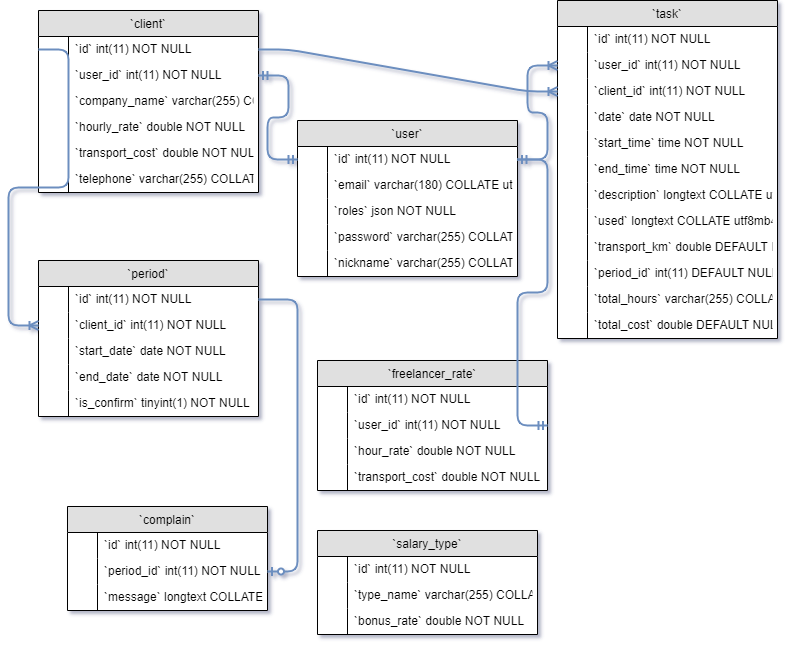 `client`
`id` int(11) NOT NULL
`user_id` int(11) NOT NULL
`company_name` varchar(255) C
`hourly_rate` double NOT NULL
`transport_cost` double NOT NUL
`telephone` varchar(255) COLLAT
`task`
`id` int(11) NOT NULL
`user_id` int(11) NOT NULL
`client_id` int(11) NOT NULL
`date` date NOT NULL
`start_time` time NOT NULL
`end_time` time NOT NULL
`description` longtext COLLATE u
`used` longtext COLLATE utf8mb4
`transport_km` double DEFAULT
`period_id` int(11) DEFAULT NUL
`total_hours` varchar(255) COLLA
`total_cost` double DEFAULT NUL
`user`
`id` int(11) NOT NULL
`email` varchar(180) COLLATE ut
`roles` json NOT NULL
`password` varchar(255) COLLAT
`nickname` varchar(255) COLLAT
`period`
`id` int(11) NOT NULL
`client_id` int(11) NOT NULL
`start_date` date NOT NULL
`end_date` date NOT NULL
`is_confirm` tinyint(1) NOT NULL
`freelancer_rate`
`id` int(11) NOT NULL
`user_id` int(11) NOT NULL
`hour_rate` double NOT NULL
`transport_cost` double NOT NULL
`complain`
`id` int(11) NOT NULL
`period_id` int(11) NOT NULL
`message` longtext COLLATE
`salary_type`
`id` int(11) NOT NULL
`type_name` varchar(255) COLLA
`bonus_rate` double NOT NULL